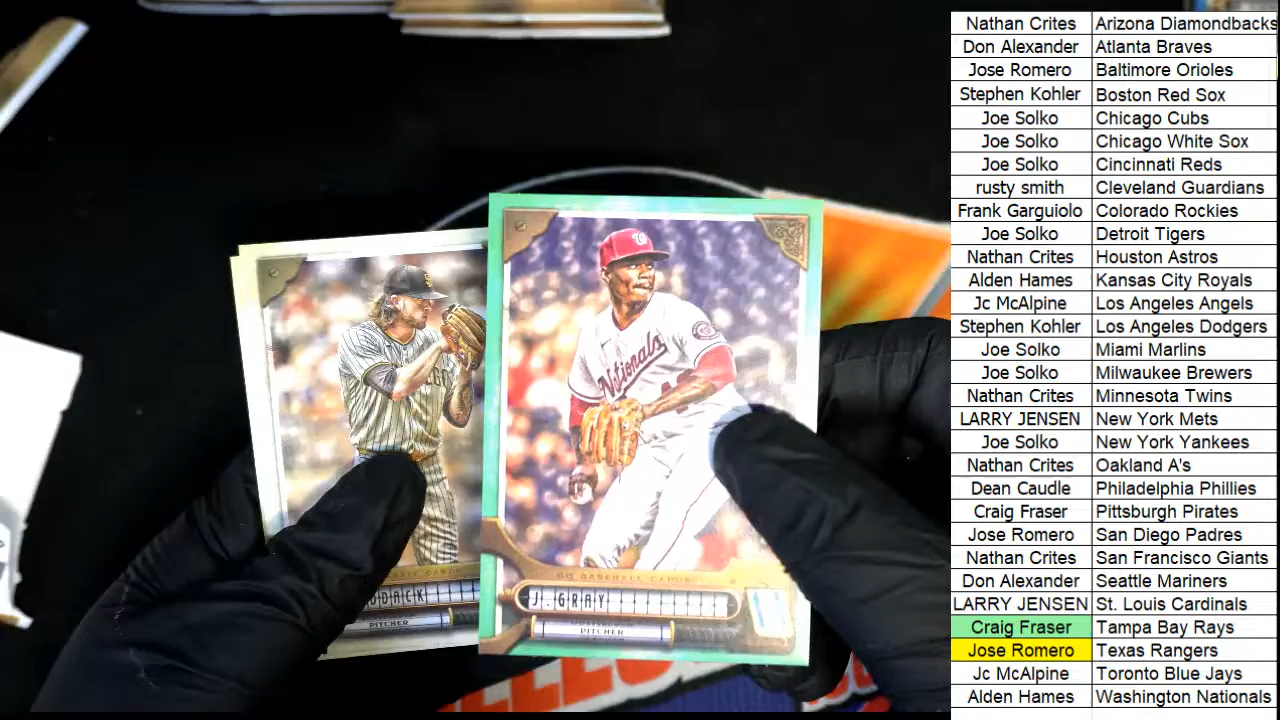 Nathan Crites Arizona Diamondbacks
Don Alexander Atlanta Braves
Jose Romero Baltimore Orioles
Stephen Kohler Boston Red Sox
Joe Solko Chicago Cubs
Joe Solko Chicago White Sox
Joe Solko Cincinnati Reds
rusty smith Cleveland Guardians
Frank Garguiolo Colorado Rockies
Joe Solko Detroit Tigers
Nathan Crites Houston Astros
Alden Hames Kansas City Royals
Jc McAlpine Los Angeles Angels
Stephen Kohler Los Angeles Dodgers
Joe Solko Miami Marlins
Joe Solko Milwaukee Brewers
Nathan Crites Minnesota Twins
LARRY JENSEN New York Mets
Joe Solko New York Yankees
Nathan Crites Oakland A's
Dean Caudle Philadelphia Phillies
Craig Fraser Pittsburgh Pirates
Jose Romero San Diego Padres
Nathan Crites San Francisco Giants
Don Alexander Seattle Mariners
LARRY JENSEN St. Louis Cardinals
Craig Fraser Tampa Bay Rays
Jose Romero Texas Rangers
Jc McAlpine Toronto Blue Jays
Alden Hames Washington Nationals
Nationals
J. GRAY
PITCHER
DDACK
PITCHER